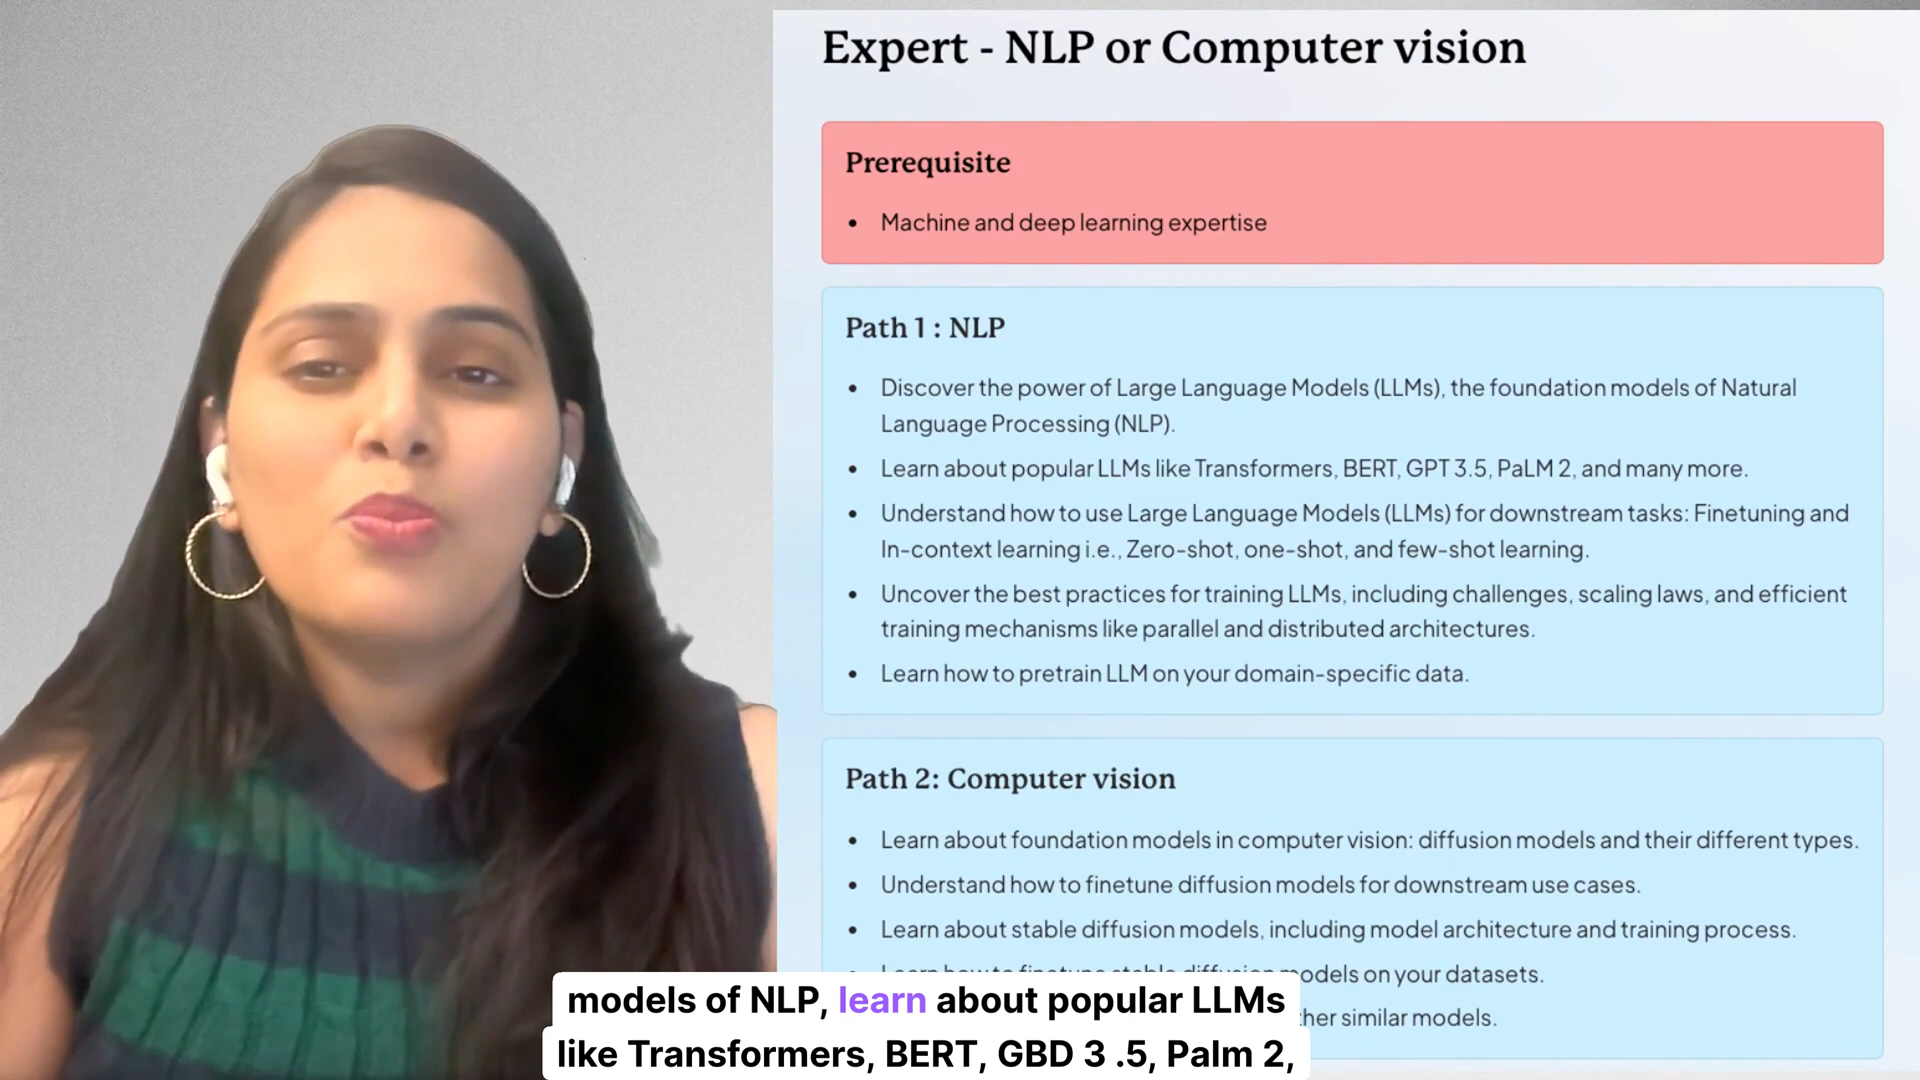 Expert - NLP or Computer vision
Prerequisite
• Machine and deep learning expertise
Path 1 : NLP
• Discover the power of Large Language Models (LLMs), the foundation models of Natural
Language Processing (NLP).
• Learn about popular LLMs like Transformers, BERT, GPT 3.5, PaLM 2, and many more.
• Understand how to use Large Language Models (LLMs) for downstream tasks: Finetuning and
In-context learning i.e., Zero-shot, one-shot, and few-shot learning.
• Uncover the best practices for training LLMs, including challenges, scaling laws, and efficient
training mechanisms like parallel and distributed architectures.
• Learn how to pretrain LLM on your domain-specific data.
Path 2: Computer vision
• Learn about foundation models in computer vision: diffusion models and their different types.
• Understand how to finetune diffusion models for downstream use cases.
• Learn about stable diffusion models, including model architecture and training process.
Learn how to finetune stable diffusion models on your datasets.
similar models.
models of NLP, learn about popular LLMs
like Transformers, BERT, GBD 3 .5, Palm 2,